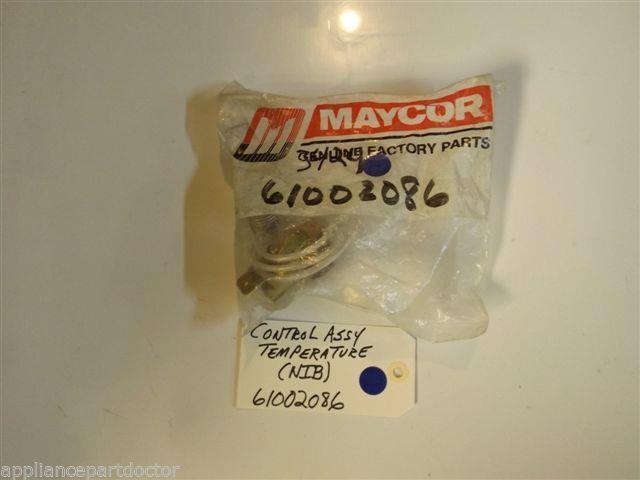 MAYCOR
GENUINE FACTORY PARTS
61002086
CONTROL ASSY
TEMPERATURE
(NIB)
61002086
appliancepartdoctor